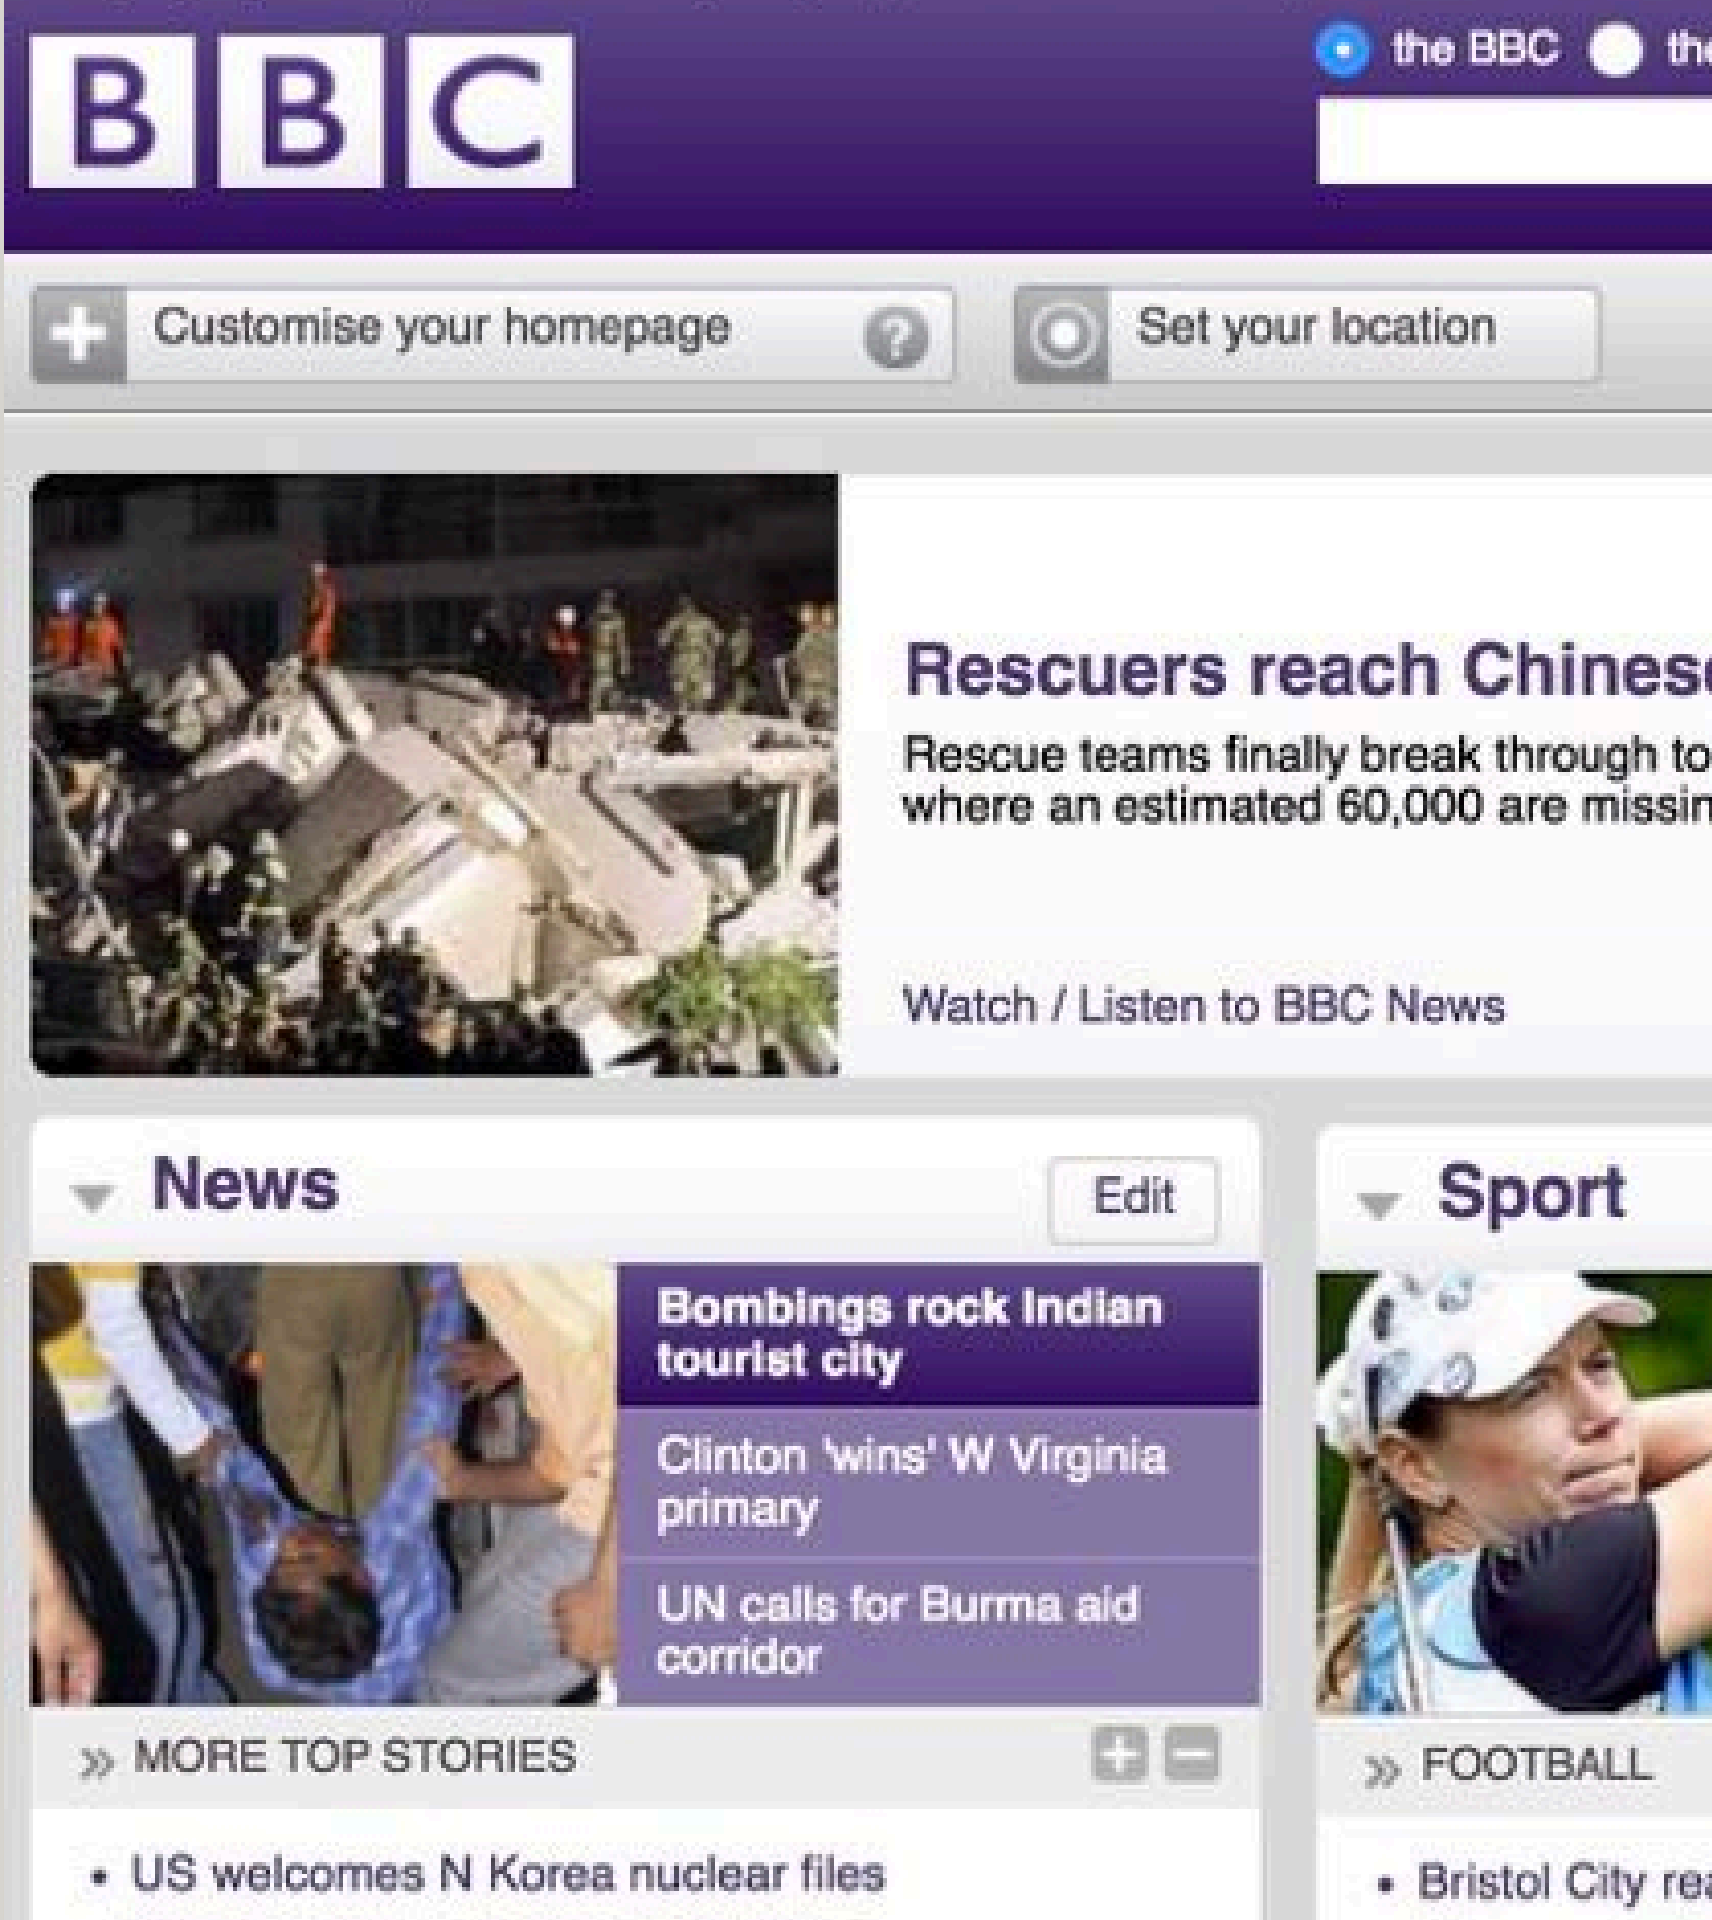 BBC
the BBC
Customise your homepage ?
Set your location
Rescuers reach Chinese
Rescue teams finally break through to
where an estimated 60,000 are missin
Watch / Listen to BBC News
News
Edit
Bombings rock Indian
tourist city
Clinton 'wins' W Virginia
primary
UN calls for Burma aid
corridor
» MORE TOP STORIES
• US welcomes N Korea nuclear files
Sport
» FOOTBALL
• Bristol City